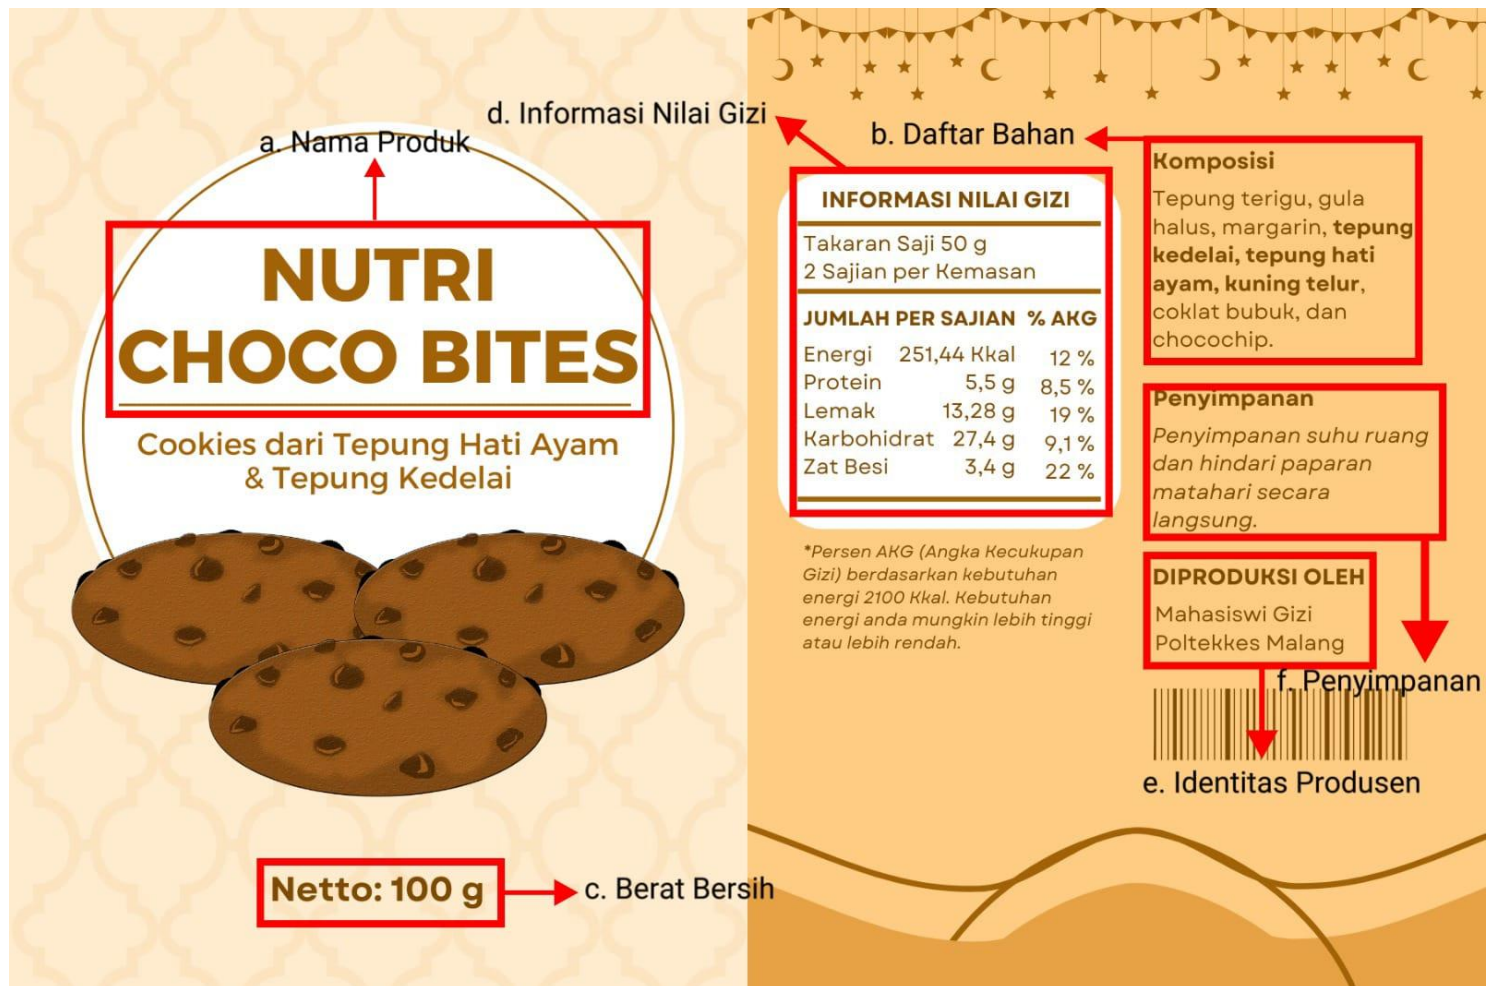 a. Nama Produk
NUTRI
CHOCO BITES
Cookies dari Tepung Hati Ayam
& Tepung Kedelai
Netto: 100 g
c. Berat Bersih
d. Informasi Nilai Gizi
INFORMASI NILAI GIZI
Takaran Saji 50 g
2 Sajian per Kemasan
JUMLAH PER SAJIAN % AKG
Energi 251,44 Kkal 12 %
Protein 5,5 g 8,5 %
Lemak 13,28 g 19 %
Karbohidrat 27,4 g 9,1 %
Zat Besi 3,4 g 22 %
*Persen AKG (Angka Kecukupan
Gizi) berdasarkan kebutuhan
energi 2100 Kkal. Kebutuhan
energi anda mungkin lebih tinggi
atau lebih rendah.
b. Daftar Bahan
Komposisi
Tepung terigu, gula
halus, margarin, tepung
kedelai, tepung hati
ayam, kuning telur,
coklat bubuk, dan
chocochip.
Penyimpanan
Penyimpanan suhu ruang
dan hindari paparan
matahari secara
langsung.
DIPRODUKSI OLEH
Mahasiswi Gizi
Poltekkes Malang
f. Penyimpanan
e. Identitas Produsen